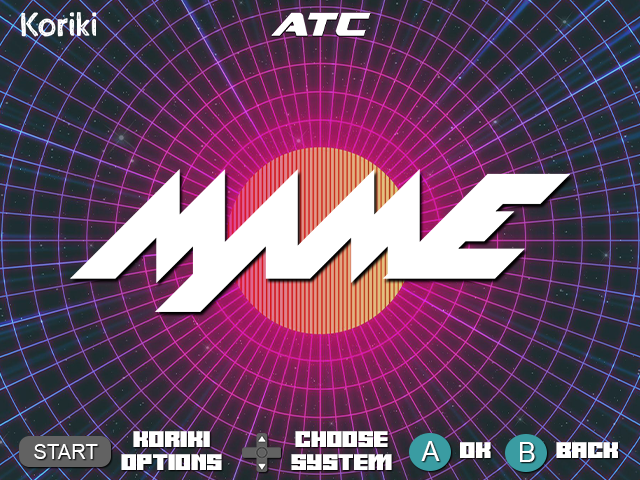 Koriki
ATC
MAME
START
KORIKI
OPTIONS
CHOOSE
SYSTEM
A
OK
B
BACK